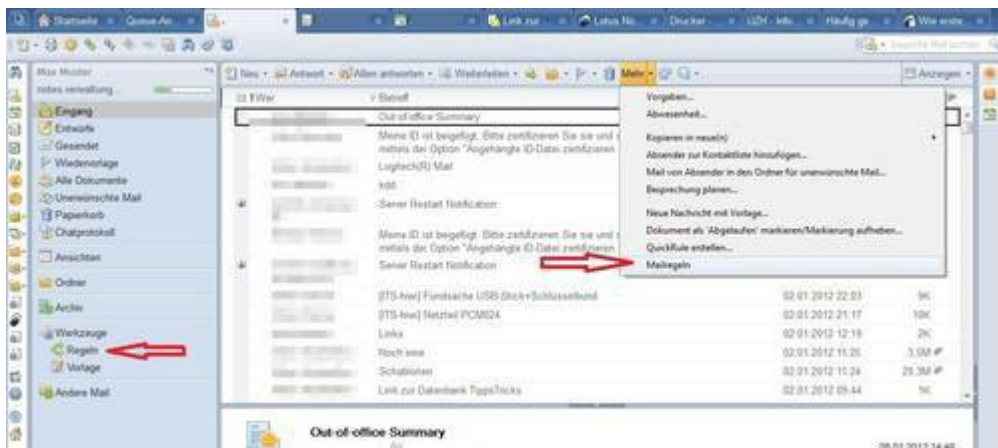 Startseite
Queue-An...
Link zur ...
Lotus No...
Drucker ...
UZH - Info...
Häufig ge...
Wie erste...
Max Muster
Neu
Antwort
Allen antworten
Weiterleiten
Mehr
Anzeigen
Wer
Betreff
Eingang
Entwürfe
Gesendet
Wiedervorlage
Alle Dokumente
Unerwünschte Mail
Papierkorb
Chatprotokoll
Ansichten
Ordner
Archiv
Werkzeuge
Regeln
Vorlage
Andere Mail
Out-of-office Summary
Meine ID ist beigefügt. Bitte zertifizieren Sie sie und
mittels der Option "Angehängte ID-Datei zertifizieren
Logitech(R) Mail
Server Restart Notification
Meine ID ist beigefügt. Bitte zertifizieren Sie sie und
mittels der Option "Angehängte ID-Datei zertifizieren
Server Restart Notification
[ITS-hiwi] Fundsache USB-Stick+Schlüsselbund 02.01.2012 22:03
[ITS-hiwi] Netzteil PCM024 02.01.2012 21:17 10K
Links 02.01.2012 12:19 2K
Noch eine 02.01.2012 11:25
Schablonen 02.01.2012 11:24
Link zur Datenbank TippsTricks 02.01.2012 09:44
Vorgaben...
Abwesenheit...
Kopieren in neue(n)
Absender zur Kontaktliste hinzufügen...
Mail von Absender in den Ordner für unerwünschte Mail...
Besprechung planen...
Neue Nachricht mit Vorlage...
Dokument als 'Abgelaufen' markieren/Markierung aufheben...
QuickRule erstellen...
Mailregeln
Out-of-office Summary